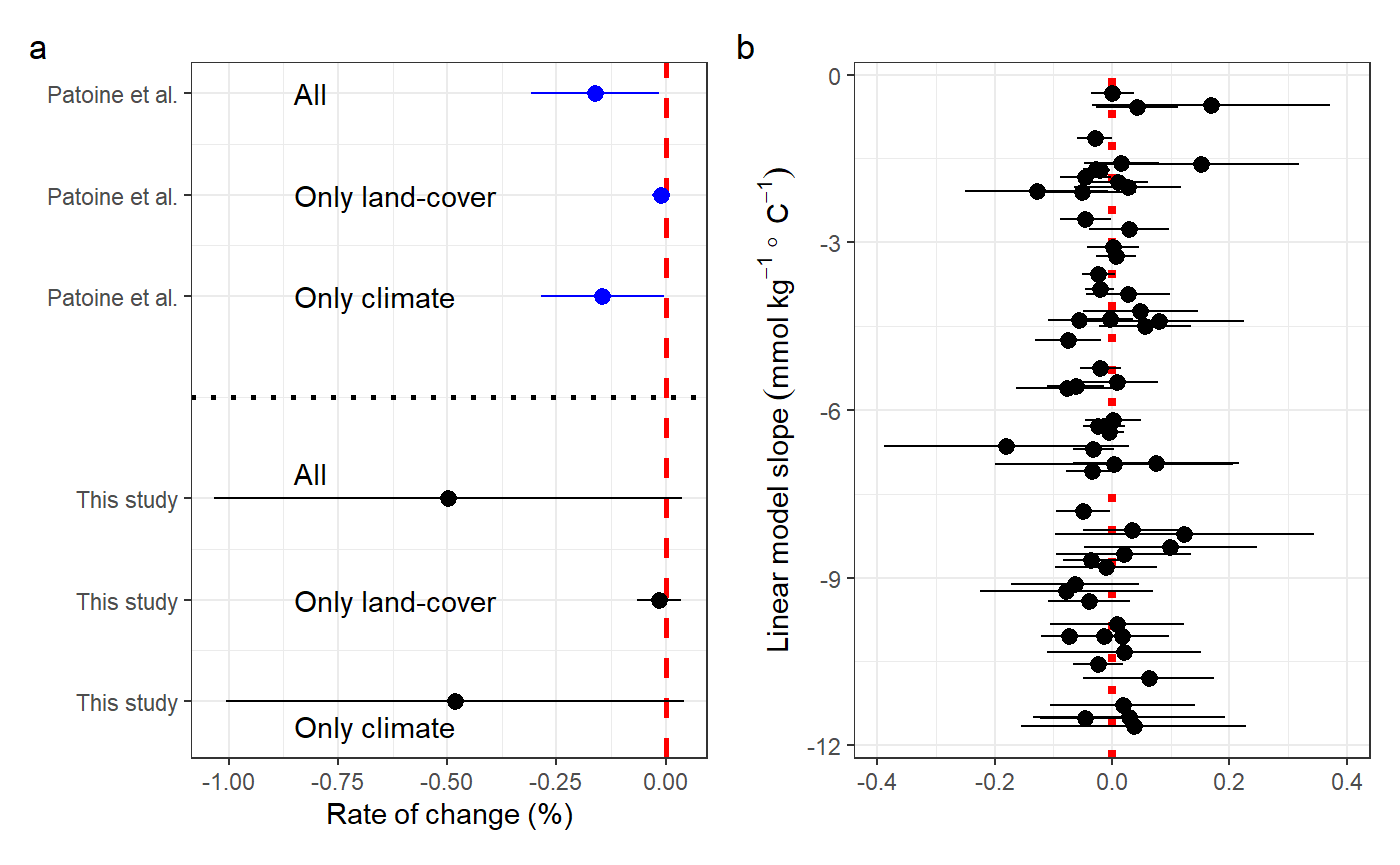 a
Patoine et al.
All
Patoine et al.
Only land-cover
Patoine et al.
Only climate
All
This study
This study
Only land-cover
This study
Only climate
-1.00 -0.75 -0.50 -0.25 0.00
Rate of change (%)
b
Linear model slope (mmol kg⁻¹ ∘ C⁻¹)
0
-3
-6
-9
-12
-0.4 -0.2 0.0 0.2 0.4